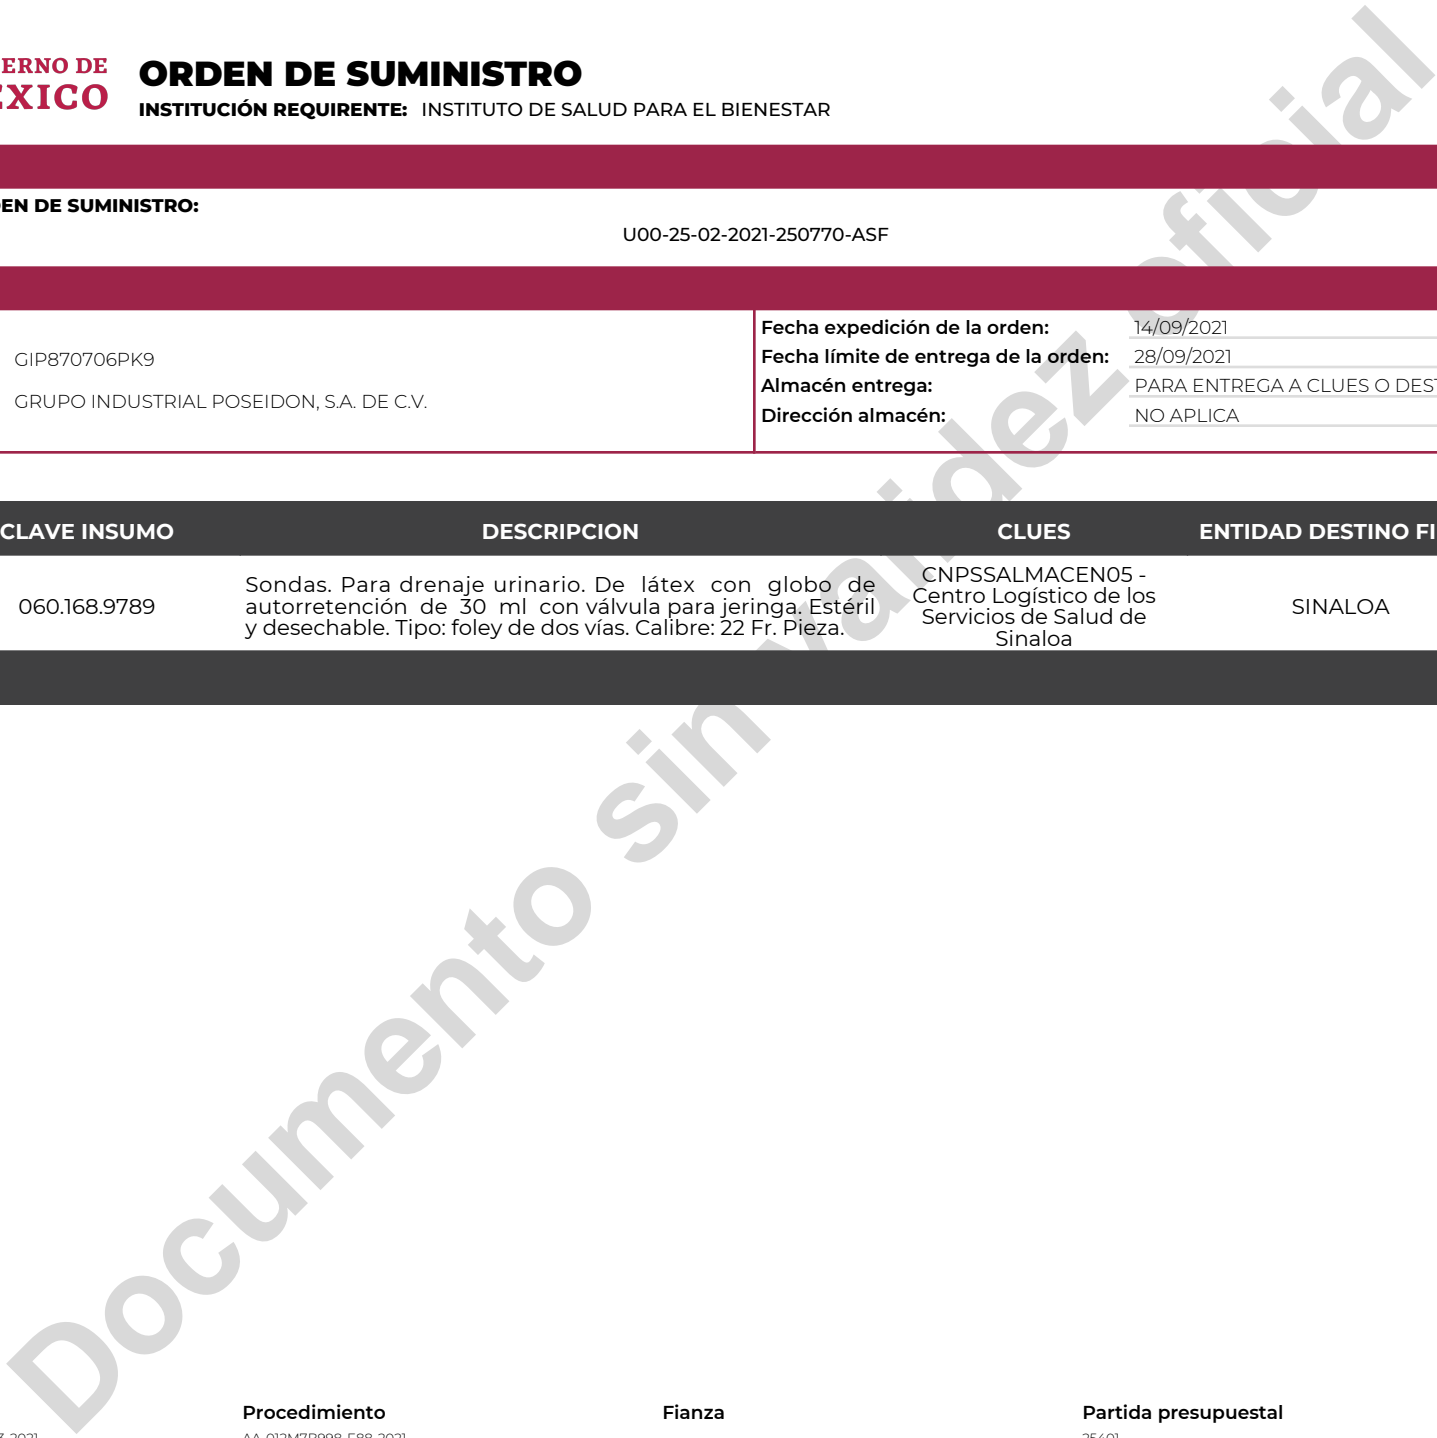 ERNO DE
EXICO
ORDEN DE SUMINISTRO
INSTITUCIÓN REQUIRENTE: INSTITUTO DE SALUD PARA EL BIENESTAR
EN DE SUMINISTRO:
U00-25-02-2021-250770-ASF
GIP870706PK9
GRUPO INDUSTRIAL POSEIDON, S.A. DE C.V.
Fecha expedición de la orden: 14/09/2021
Fecha límite de entrega de la orden: 28/09/2021
Almacén entrega: PARA ENTREGA A CLUES O DEST
Dirección almacén: NO APLICA
CLAVE INSUMO DESCRIPCION CLUES ENTIDAD DESTINO FI
060.168.9789
Sondas. Para drenaje urinario. De látex con globo de
autorretención de 30 ml con válvula para jeringa. Estéril
y desechable. Tipo: foley de dos vías. Calibre: 22 Fr. Pieza.
CNPSSALMACEN05 -
Centro Logístico de los
Servicios de Salud de
Sinaloa
SINALOA
Documento sin validez oficial
Procedimiento Fianza Partida presupuestal